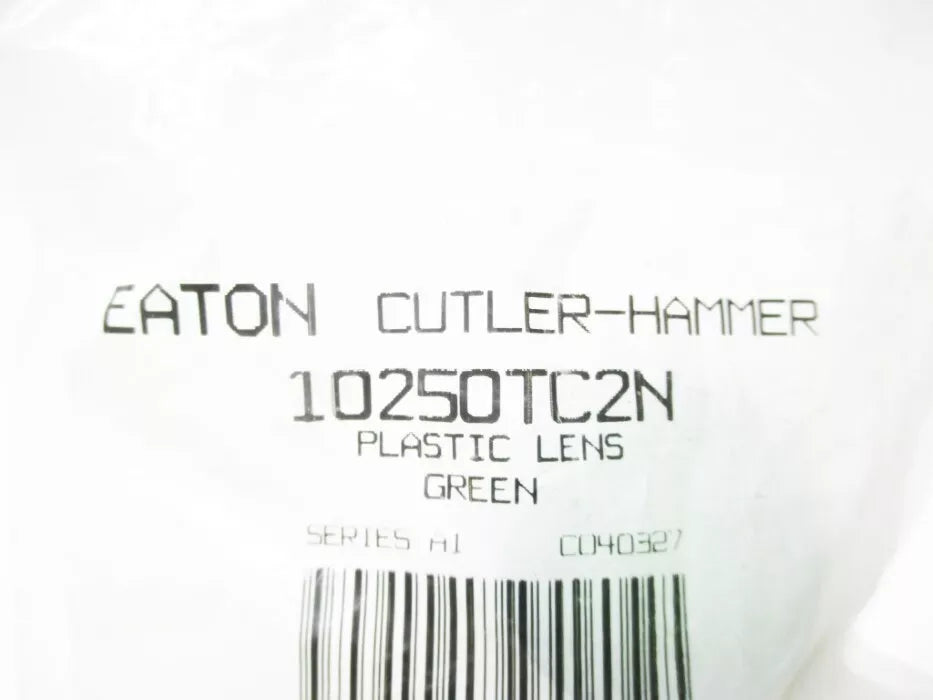 EATON CUTLER-HAMMER
10250TC2N
PLASTIC LENS
GREEN
SERIES A1 C040327